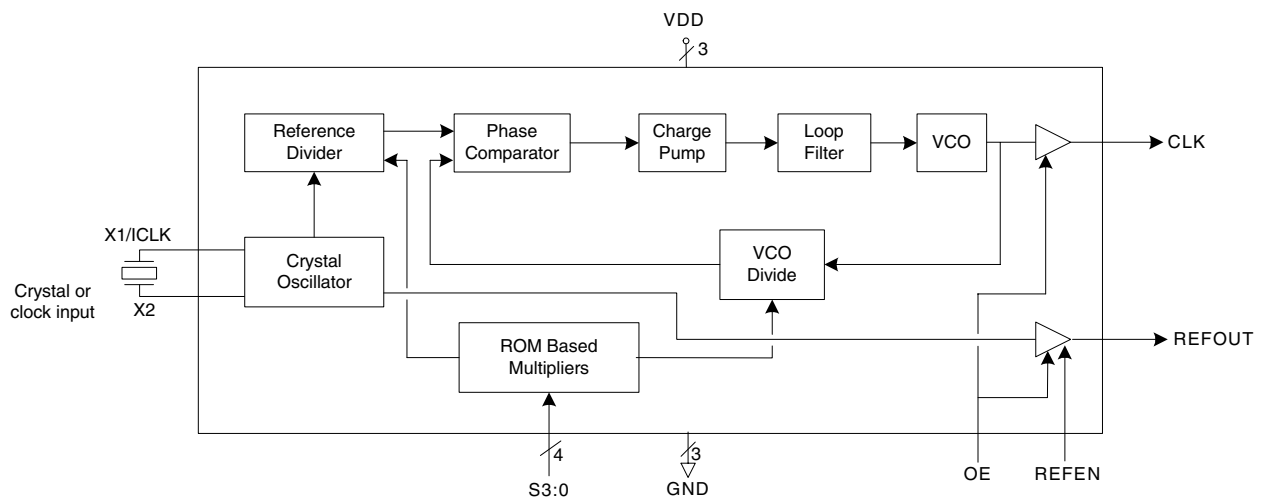 VDD
3
Reference
Divider
Phase
Comparator
Charge
Pump
Loop
Filter
VCO
CLK
X1/ICLK
Crystal
Oscillator
VCO
Divide
Crystal or
clock input
X2
ROM Based
Multipliers
REFOUT
4
3
OE
REFEN
S3:0
GND